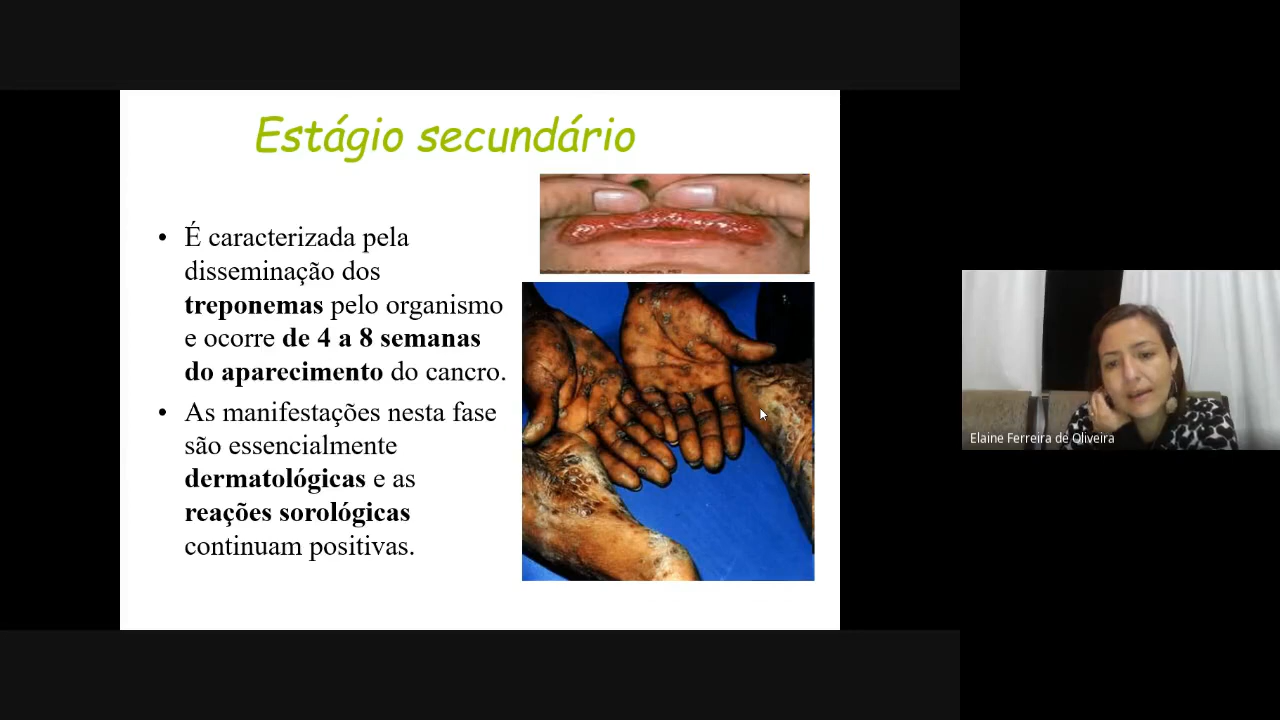 Estágio secundário
• É caracterizada pela
disseminação dos
treponemas pelo organismo
e ocorre de 4 a 8 semanas
do aparecimento do cancro.
• As manifestações nesta fase
são essencialmente
dermatológicas e as
reações sorológicas
continuam positivas.
Elaine Ferreira de Oliveira